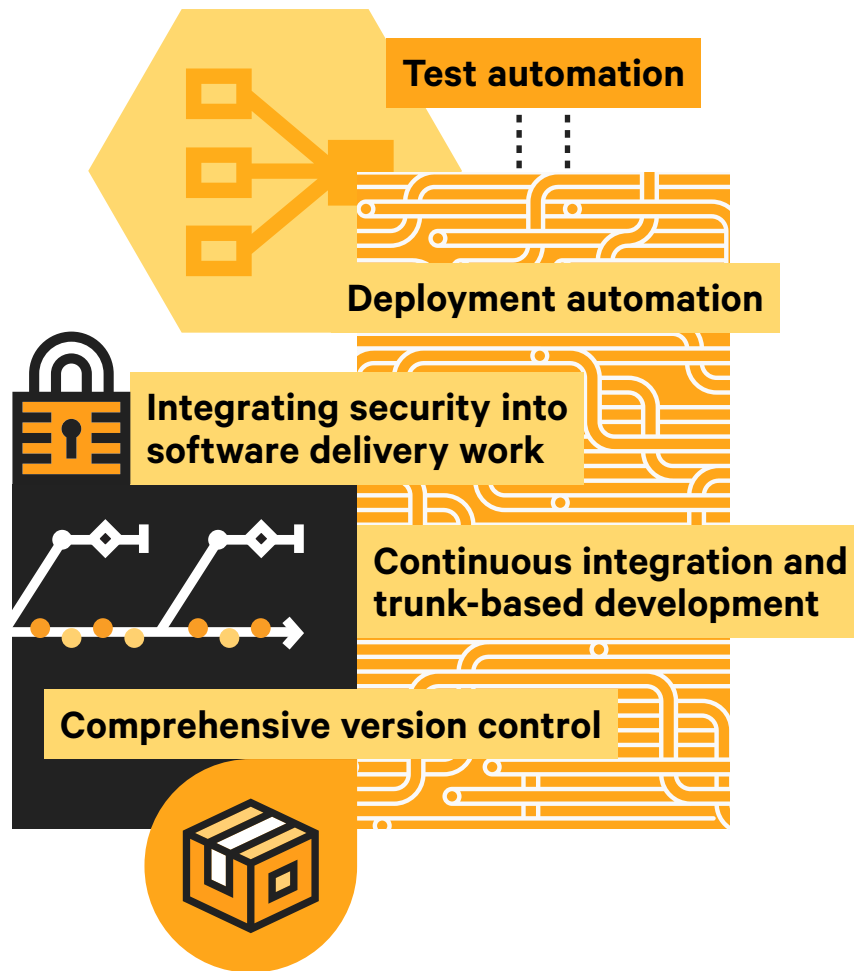 Test automation
Deployment automation
Integrating security into
software delivery work
Continuous integration and
trunk-based development
Comprehensive version control